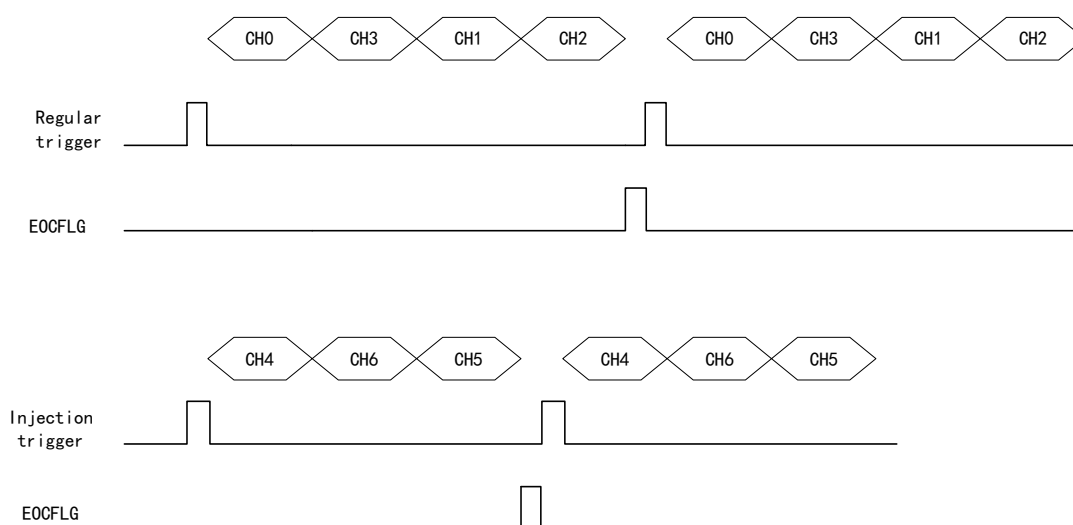 CH0 CH3 CH1 CH2 CH0 CH3 CH1 CH2
Regular
trigger
EOCFLG
CH4 CH6 CH5 CH4 CH6 CH5
Injection
trigger
EOCFLG